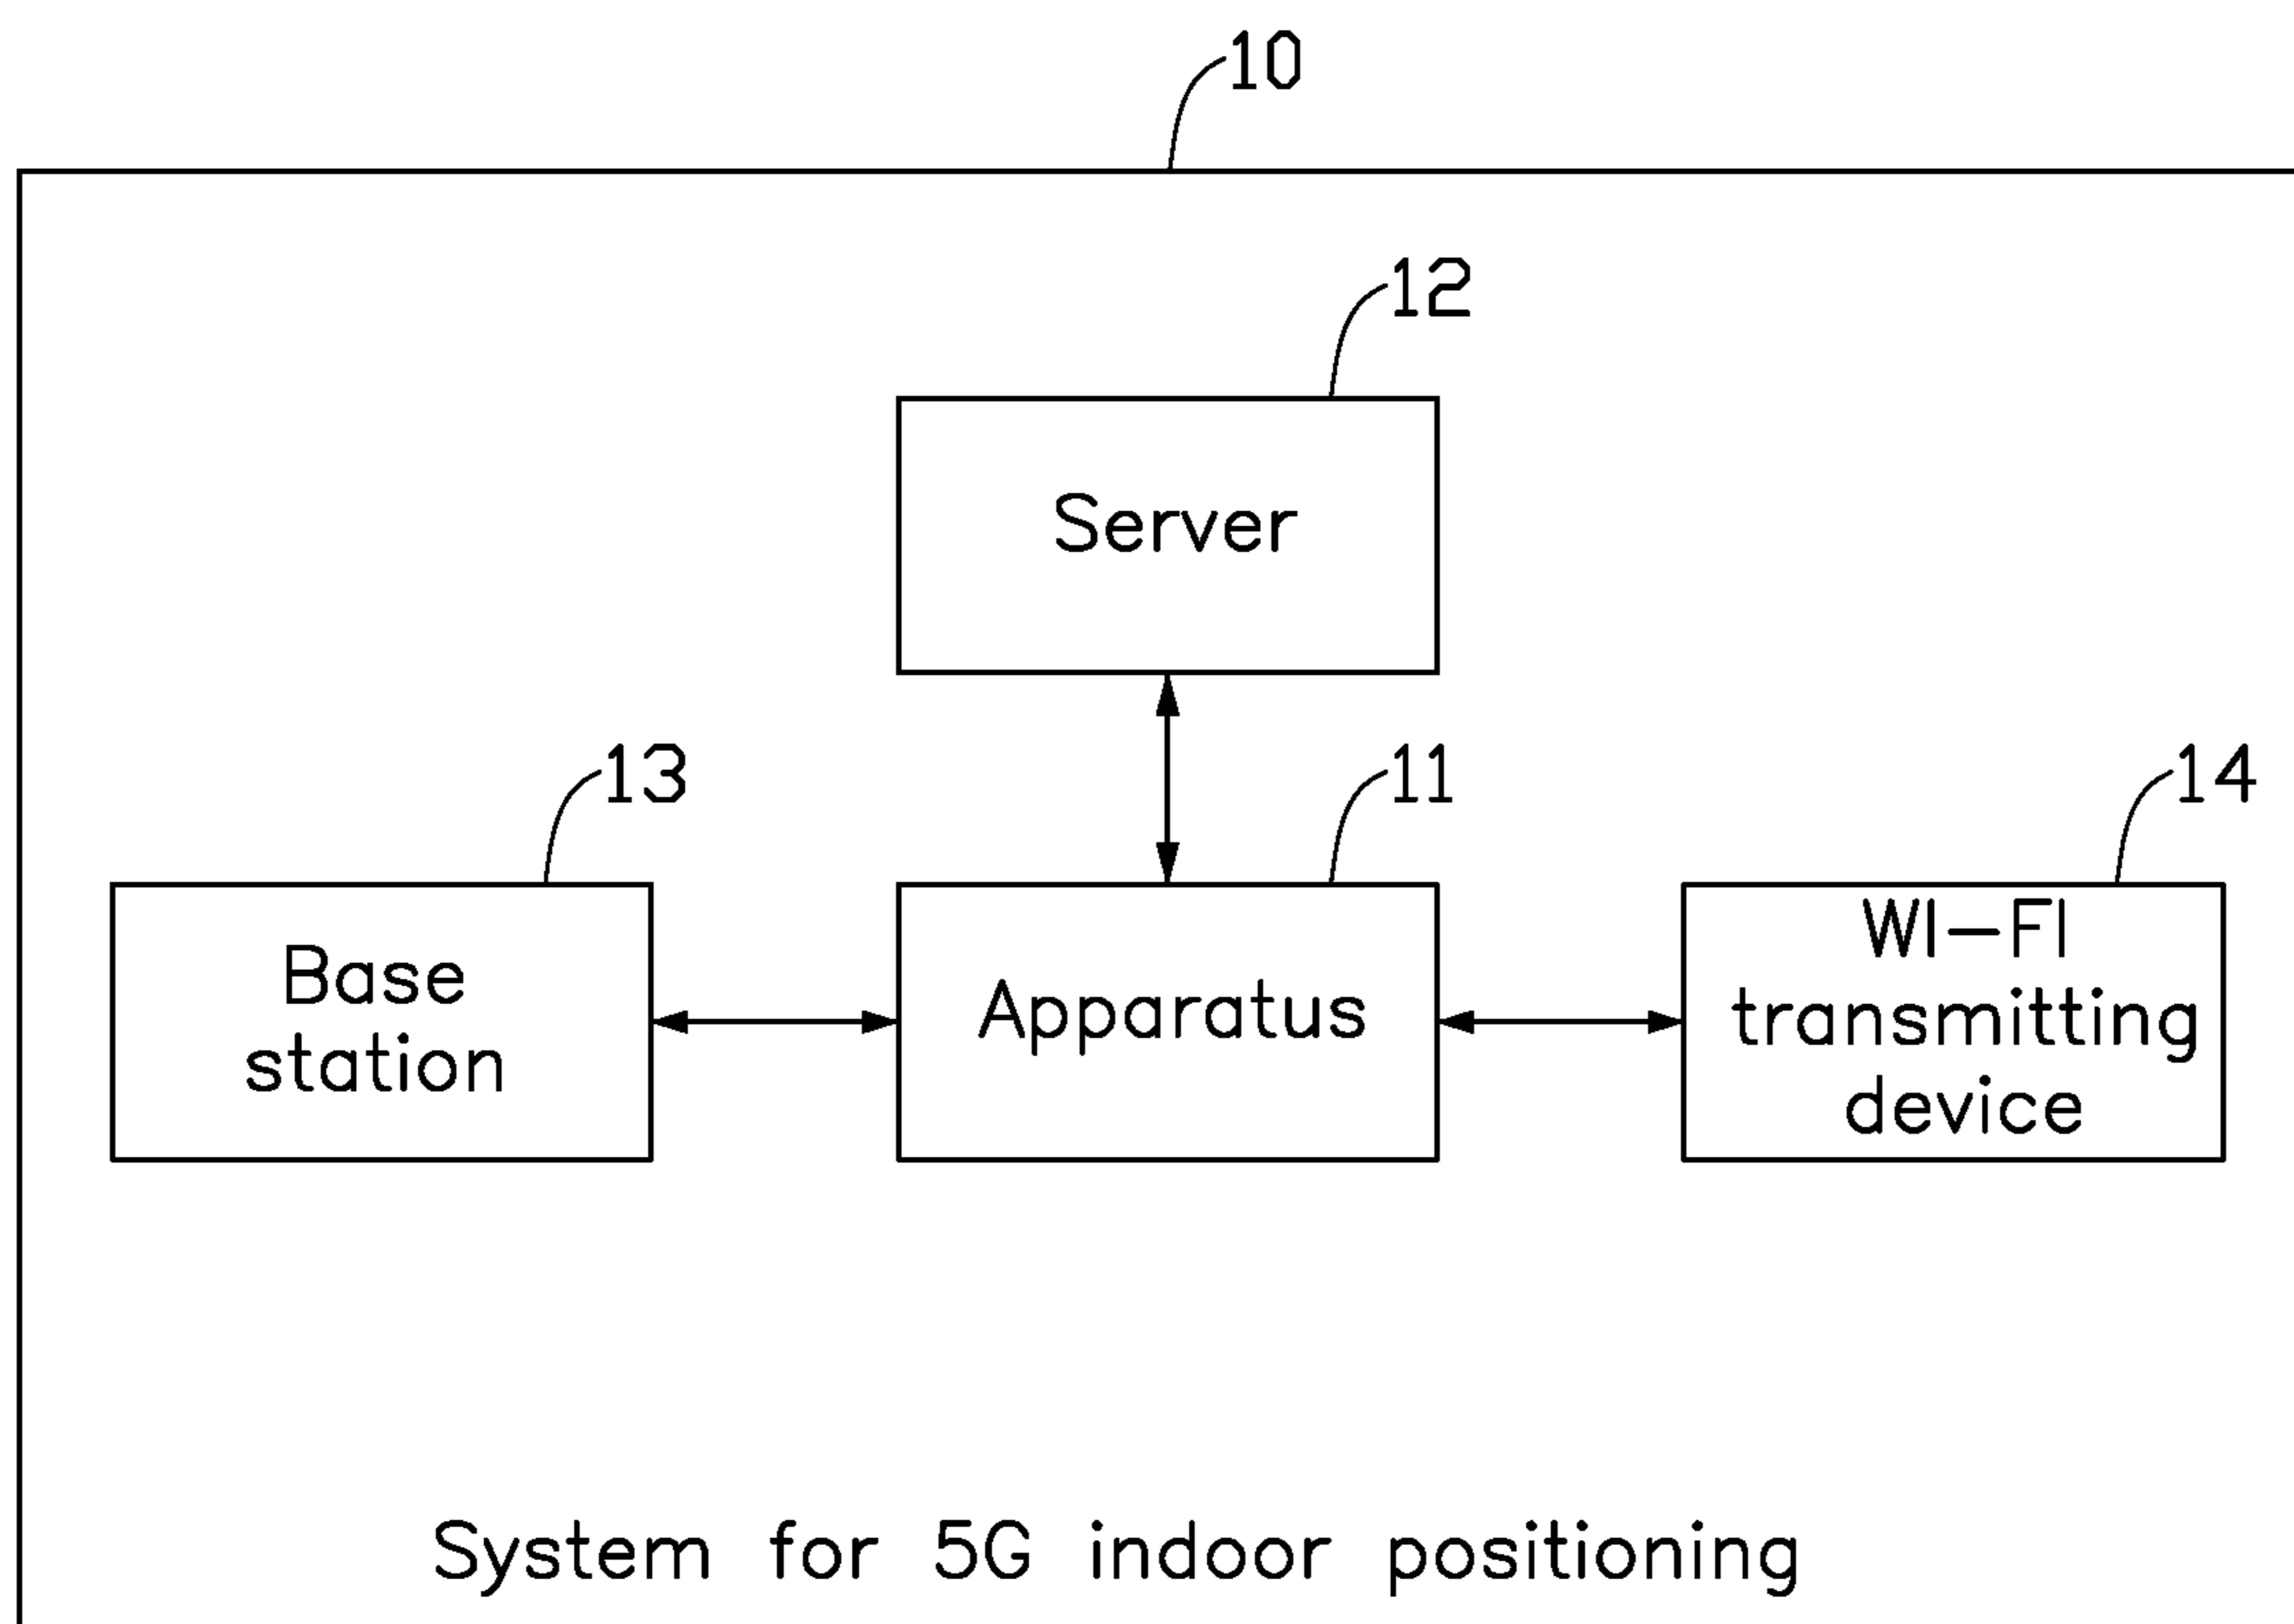 10
12
Server
13
11
14
Base
station
Apparatus
WI-FI
transmitting
device
System for 5G indoor positioning